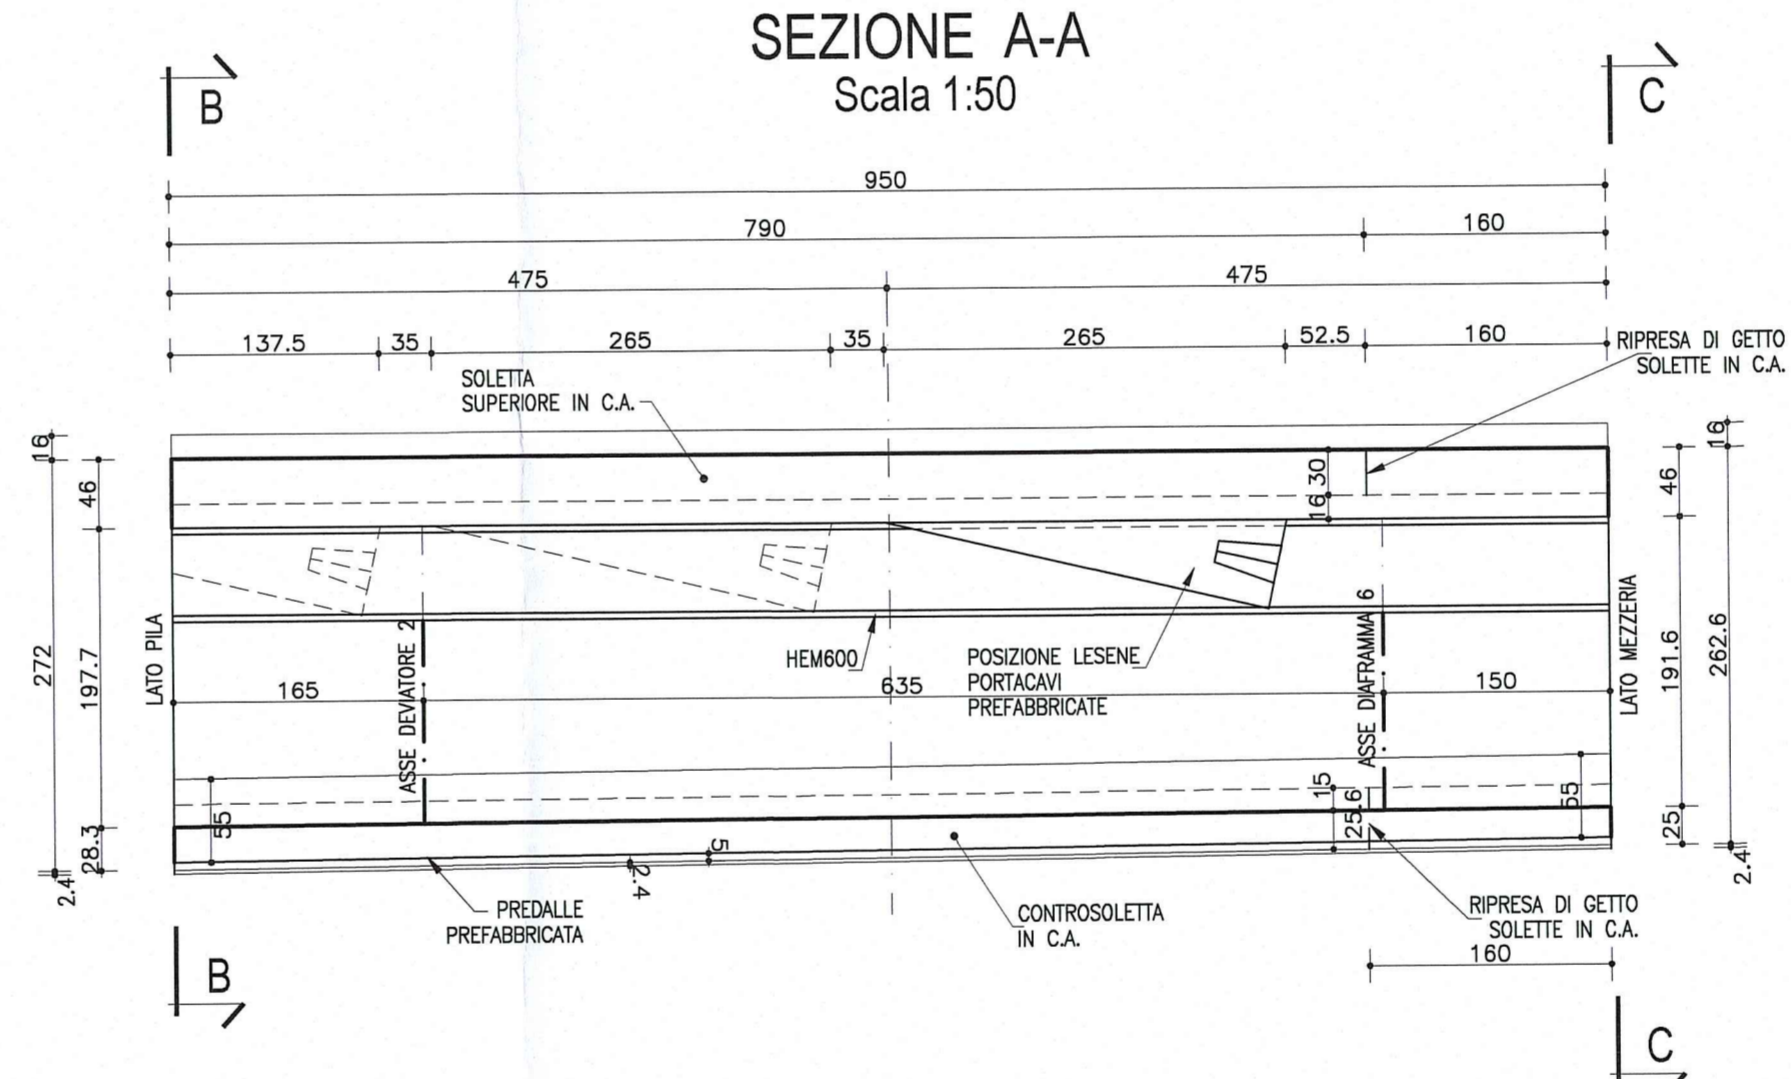 SEZIONE A-A
Scala 1:50
B
C
950
790
160
475
475
137.5
35
265
35
265
52.5
160
RIPRESA DI GETTO
SOLETTE IN C.A.
SOLETTA
SUPERIORE IN C.A.
16
46
272
197.7
28.3
2.4
30
16
16
46
191.6
262.6
25
2.4
LATO PILA
ASSE DEVIATORE 2
HEM600
POSIZIONE LESENE
PORTACAVI
PREFABBRICATE
ASSE DIAFRAMMA 6
LATO MEZZERIA
165
635
150
55
5
2.4
15
25.6
55
PREDALLE
PREFABBRICATA
CONTROSOLETTA
IN C.A.
RIPRESA DI GETTO
SOLETTE IN C.A.
160
B
C